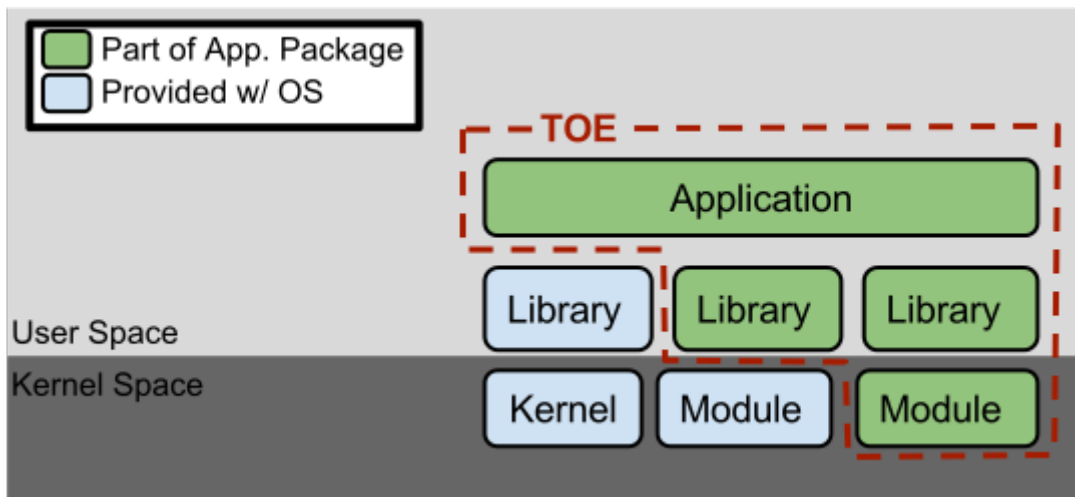 Part of App. Package
Provided w/ OS
TOE
Application
Library Library Library
User Space
Kernel Space
Kernel Module Module